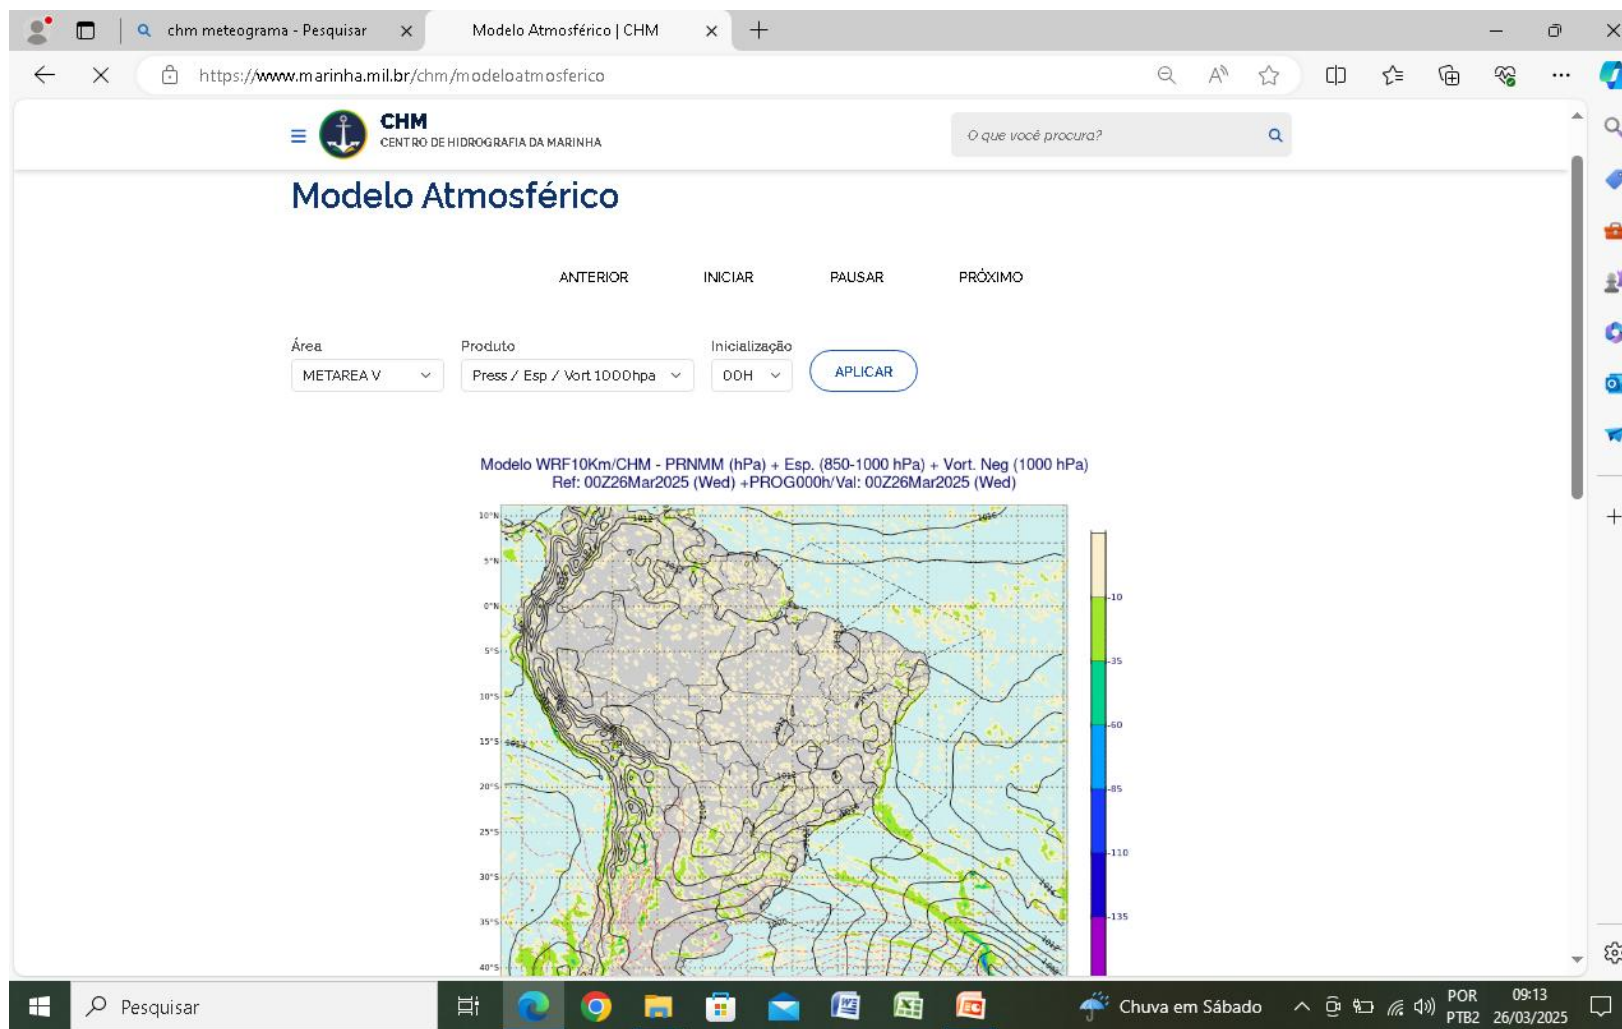 chm meteograma - Pesquisar
Modelo Atmosférico | CHM
https://www.marinha.mil.br/chm/modeloatmosferico
CHM
CENTRO DE HIDROGRAFIA DA MARINHA
O que você procura?
Modelo Atmosférico
ANTERIOR INICIAR PAUSAR PRÓXIMO
Área Produto Inicialização
METAREA V Press / Esp / Vort 1000hpa 00H APLICAR
Modelo WRF10Km/CHM - PRNMM (hPa) + Esp. (850-1000 hPa) + Vort. Neg (1000 hPa)
Ref: 00Z26Mar2025 (Wed) +PROG000h/Val: 00Z26Mar2025 (Wed)
10°N
5°N
0°N
5°S
10°S
15°S
20°S
25°S
30°S
35°S
40°S
1012
1016
1012
1012
-10
-35
-60
-85
-110
-135
Pesquisar
Chuva em Sábado
POR
PTB2
09:13
26/03/2025